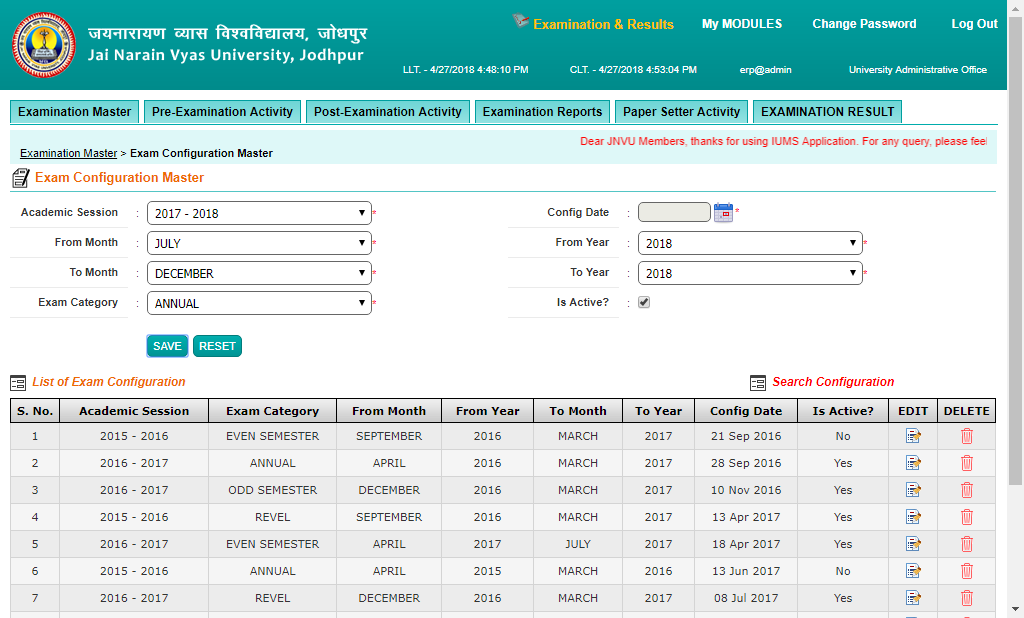 जयनारायण व्यास विश्वविद्यालय, जोधपुर
Jai Narain Vyas University, Jodhpur
Examination & Results My MODULES Change Password Log Out
LLT. - 4/27/2018 4:48:10 PM CLT. - 4/27/2018 4:53:04 PM erp@admin University Administrative Office
Examination Master Pre-Examination Activity Post-Examination Activity Examination Reports Paper Setter Activity EXAMINATION RESULT
Dear JNVU Members, thanks for using IUMS Application. For any query, please feel
Examination Master > Exam Configuration Master
Exam Configuration Master
Academic Session : 2017 - 2018 * Config Date : *
From Month : JULY * From Year : 2018 *
To Month : DECEMBER * To Year : 2018 *
Exam Category : ANNUAL * Is Active? :
SAVE RESET
List of Exam Configuration Search Configuration
S. No. Academic Session Exam Category From Month From Year To Month To Year Config Date Is Active? EDIT DELETE
1 2015 - 2016 EVEN SEMESTER SEPTEMBER 2016 MARCH 2017 21 Sep 2016 No
2 2016 - 2017 ANNUAL APRIL 2016 MARCH 2017 28 Sep 2016 Yes
3 2016 - 2017 ODD SEMESTER DECEMBER 2016 MARCH 2017 10 Nov 2016 Yes
4 2015 - 2016 REVEL SEPTEMBER 2016 MARCH 2017 13 Apr 2017 Yes
5 2016 - 2017 EVEN SEMESTER APRIL 2017 JULY 2017 18 Apr 2017 Yes
6 2015 - 2016 ANNUAL APRIL 2015 MARCH 2016 13 Jun 2017 No
7 2016 - 2017 REVEL DECEMBER 2016 MARCH 2017 08 Jul 2017 Yes